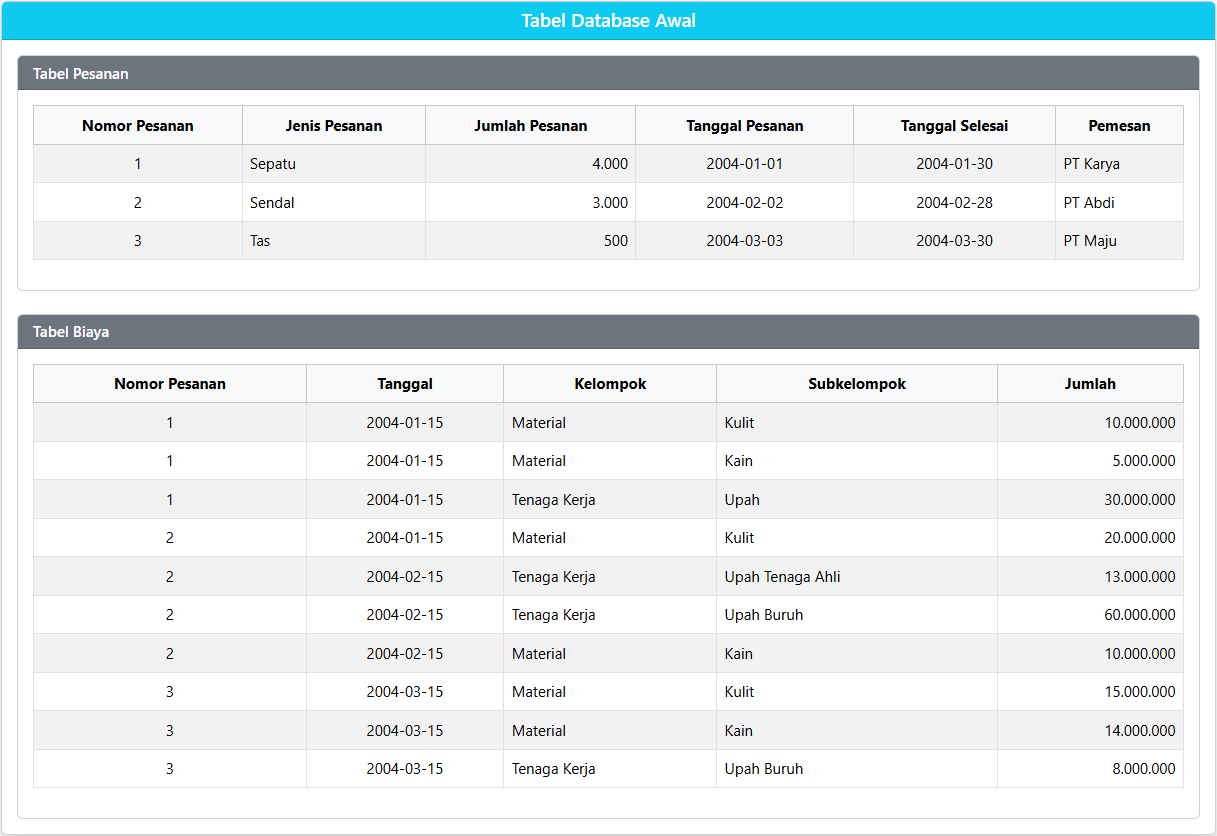 Tabel Database Awal
Tabel Pesanan
Nomor Pesanan Jenis Pesanan Jumlah Pesanan Tanggal Pesanan Tanggal Selesai Pemesan
1 Sepatu 4.000 2004-01-01 2004-01-30 PT Karya
2 Sendal 3.000 2004-02-02 2004-02-28 PT Abdi
3 Tas 500 2004-03-03 2004-03-30 PT Maju
Tabel Biaya
Nomor Pesanan Tanggal Kelompok Subkelompok Jumlah
1 2004-01-15 Material Kulit 10.000.000
1 2004-01-15 Material Kain 5.000.000
1 2004-01-15 Tenaga Kerja Upah 30.000.000
2 2004-01-15 Material Kulit 20.000.000
2 2004-02-15 Tenaga Kerja Upah Tenaga Ahli 13.000.000
2 2004-02-15 Tenaga Kerja Upah Buruh 60.000.000
2 2004-02-15 Material Kain 10.000.000
3 2004-03-15 Material Kulit 15.000.000
3 2004-03-15 Material Kain 14.000.000
3 2004-03-15 Tenaga Kerja Upah Buruh 8.000.000